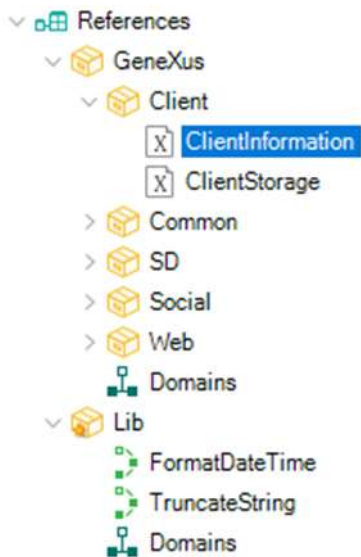 References
GeneXus
Client
ClientInformation
ClientStorage
Common
SD
Social
Web
Domains
Lib
FormatDateTime
TruncateString
Domains